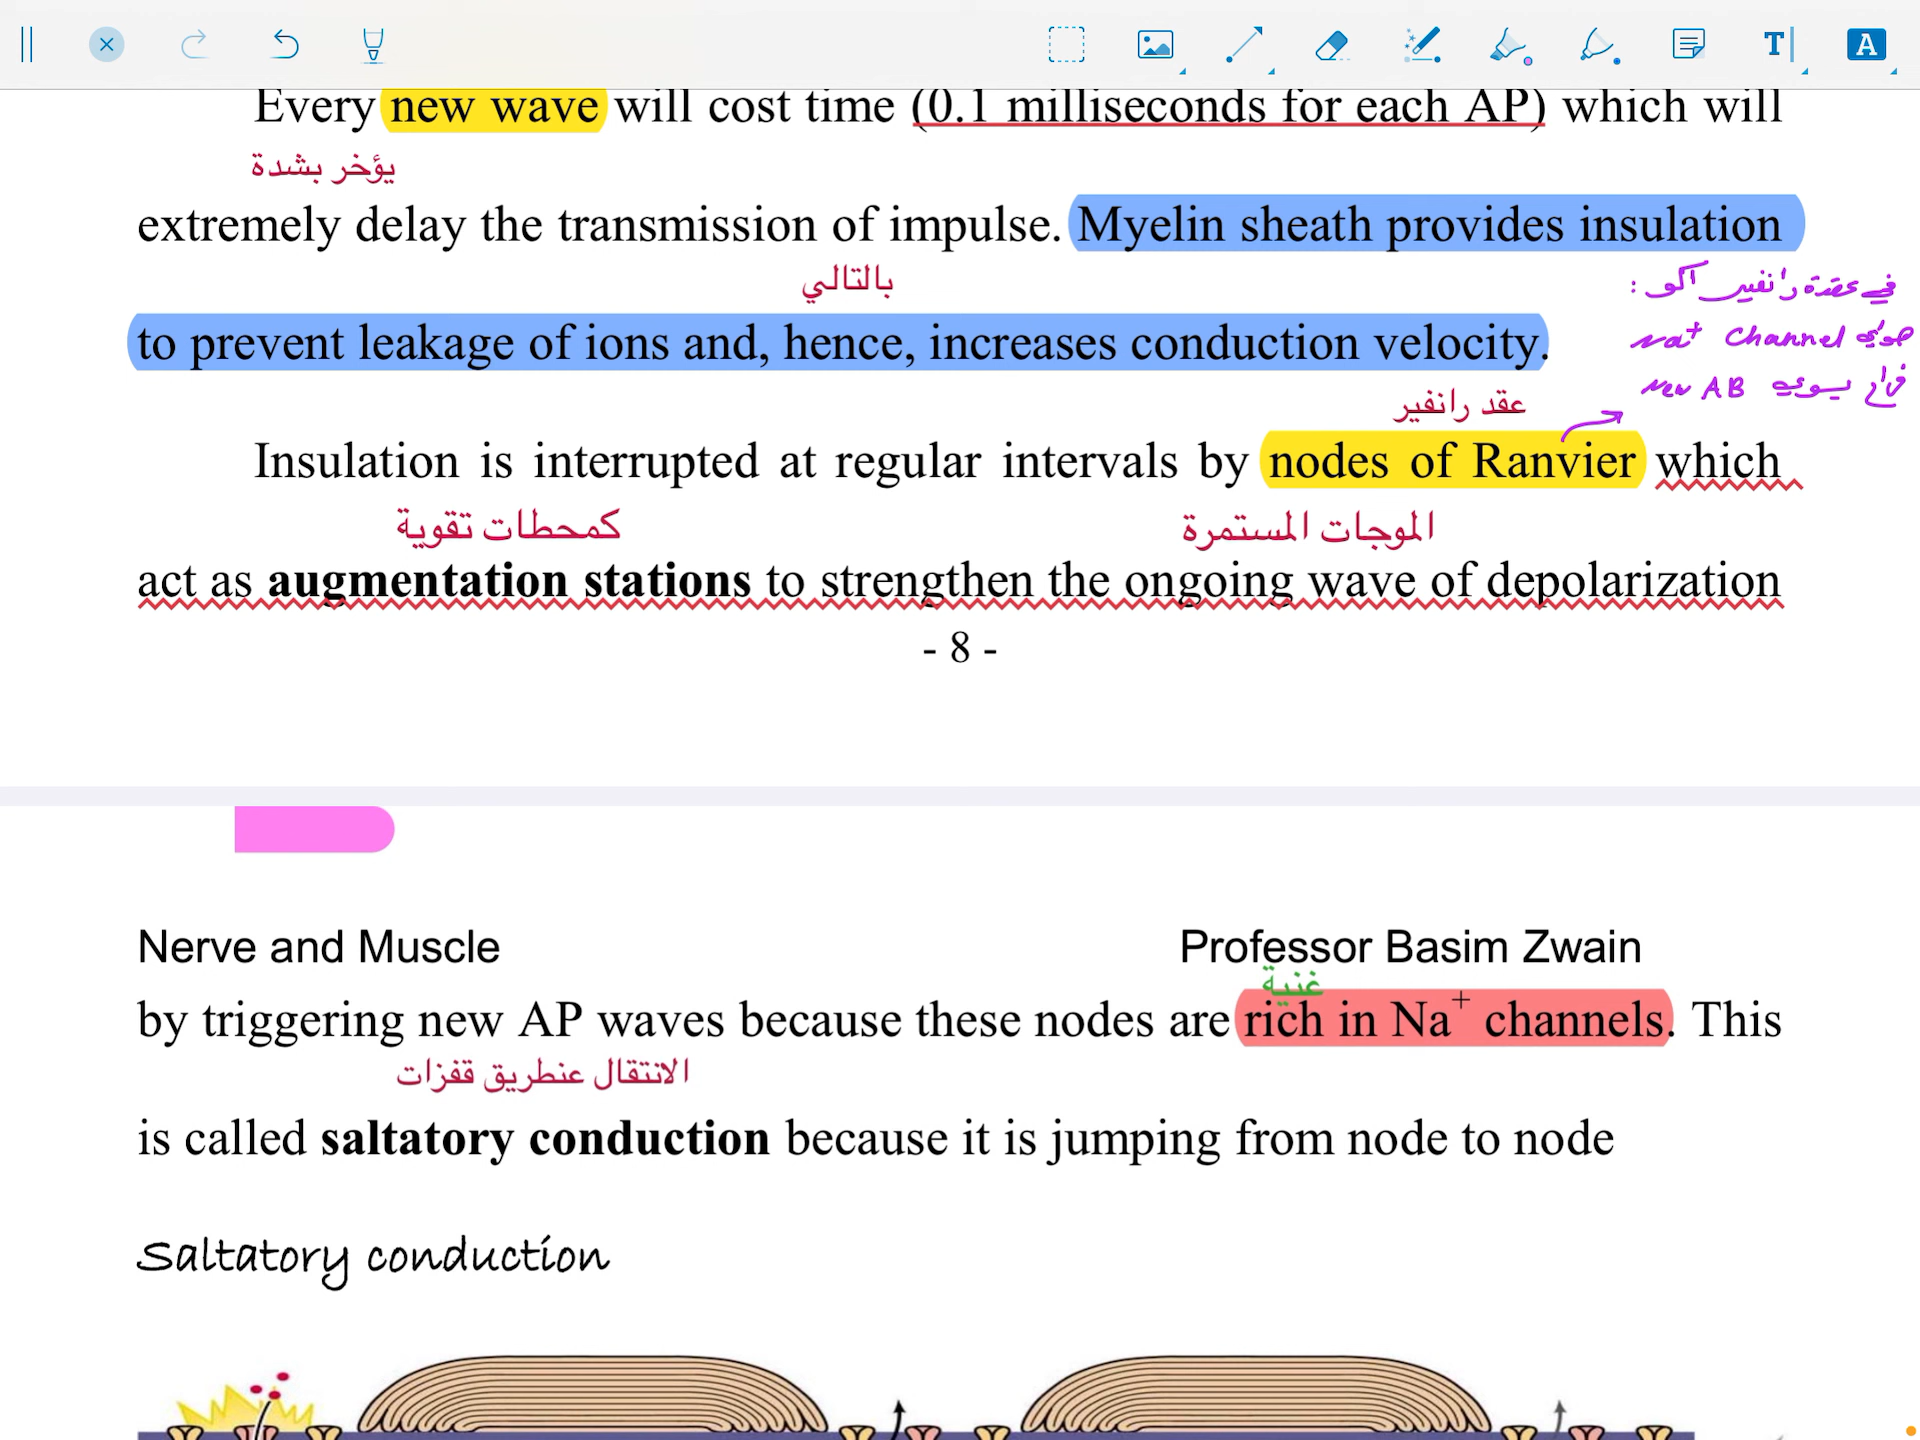 Every new wave will cost time (0.1 milliseconds for each AP) which will
يؤخر بشدة
extremely delay the transmission of impulse. Myelin sheath provides insulation
بالتالي
في عقدة رانفير اكو :
to prevent leakage of ions and, hence, increases conduction velocity.
Na+ Channel
new AB يسوي
عقد رانفير
Insulation is interrupted at regular intervals by nodes of Ranvier which
كمحطات تقوية
الموجات المستمرة
act as augmentation stations to strengthen the ongoing wave of depolarization
- 8 -
Nerve and Muscle
Professor Basim Zwain
غنية
by triggering new AP waves because these nodes are rich in Na+ channels. This
الانتقال عنطريق قفزات
is called saltatory conduction because it is jumping from node to node
Saltatory conduction